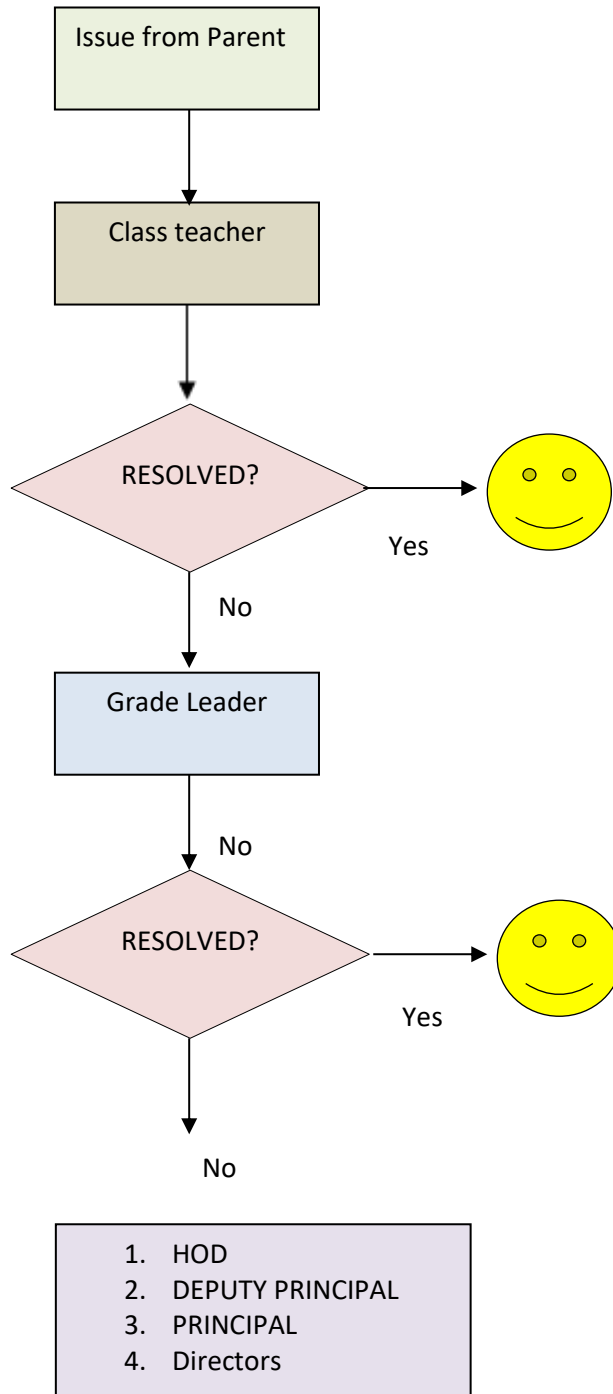 Issue from Parent
Class teacher
RESOLVED?
Yes
No
Grade Leader
No
RESOLVED?
Yes
No
1. HOD
2. DEPUTY PRINCIPAL
3. PRINCIPAL
4. Directors